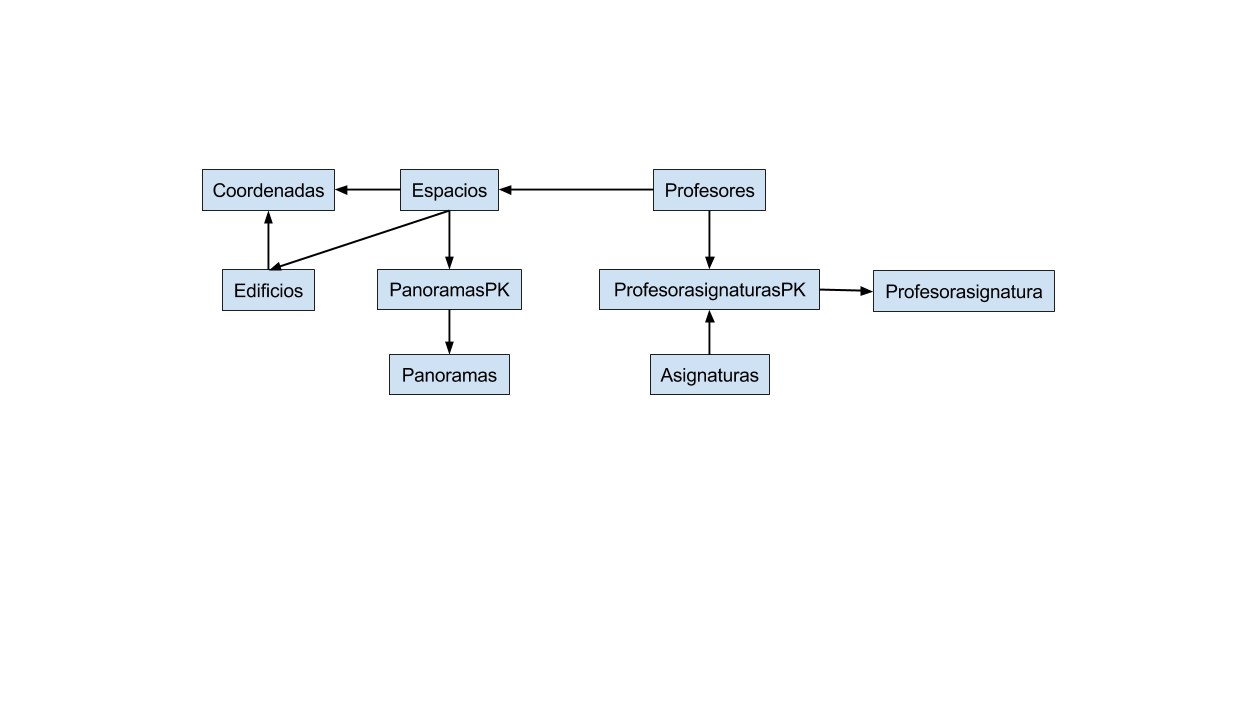 Coordenadas
Espacios
Profesores
Edificios
PanoramasPK
ProfesorasignaturasPK
Profesorasignatura
Panoramas
Asignaturas